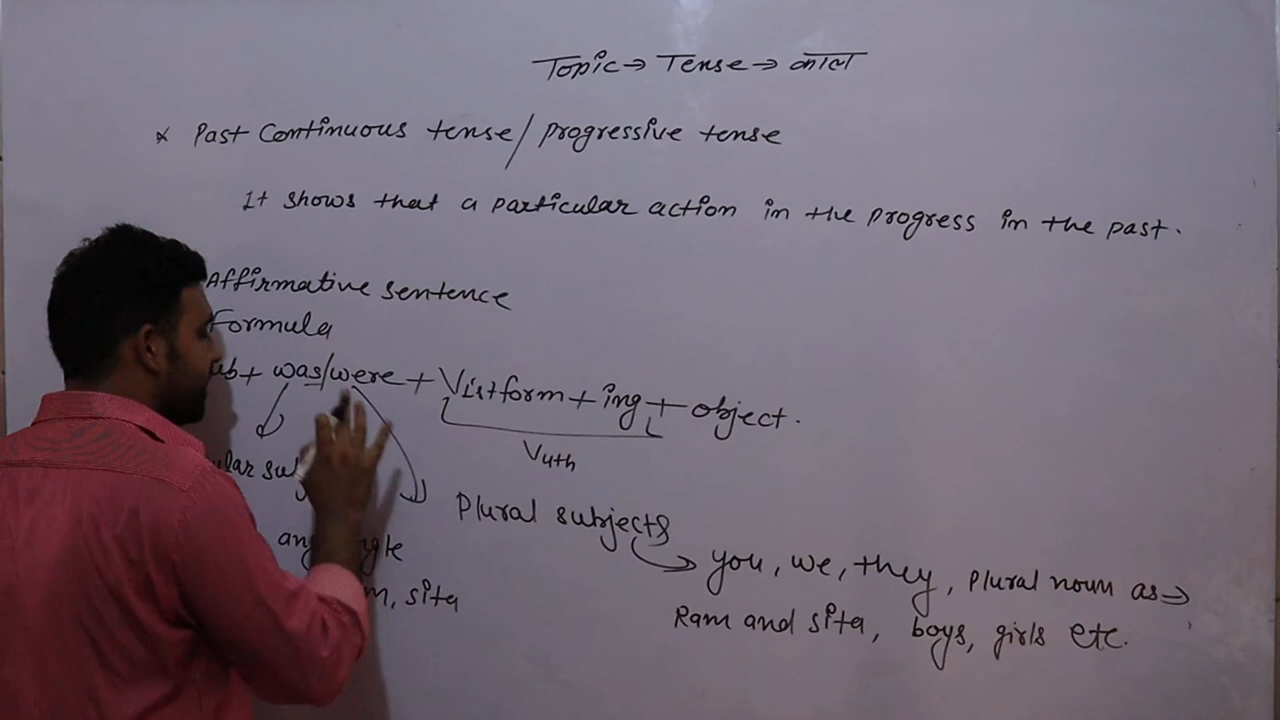 Topic → Tense → काल
* Past Continuous tense/progressive tense
It shows that a particular action in the progress in the past.
Affirmative sentence
Formula
+ was/were + V1st form + ing + object.
V4th
Plural subjects
you, we, they, plural noun as →
Ram and sita, boys, girls etc.
sita